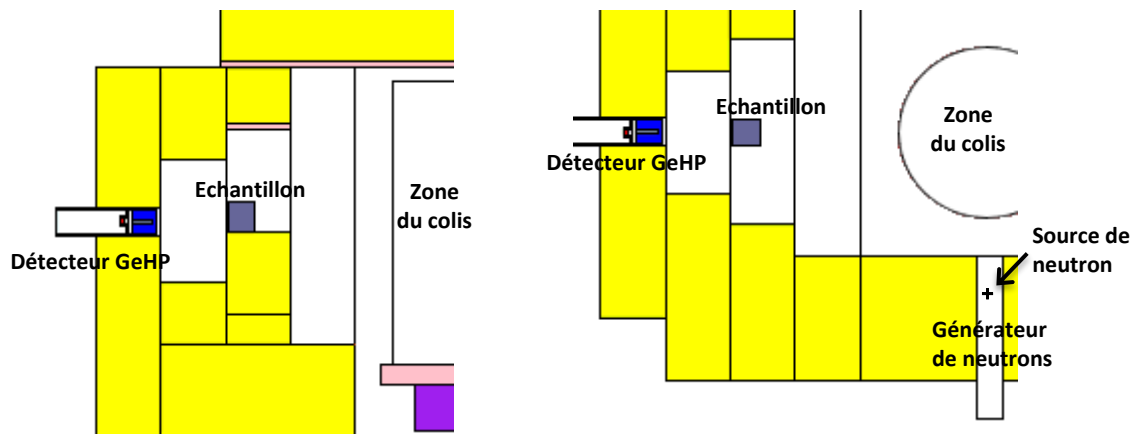 Echantillon
Zone
du colis
Détecteur GeHP
Echantillon
Zone
du colis
Détecteur GeHP
Source de
neutron
Générateur
de neutrons